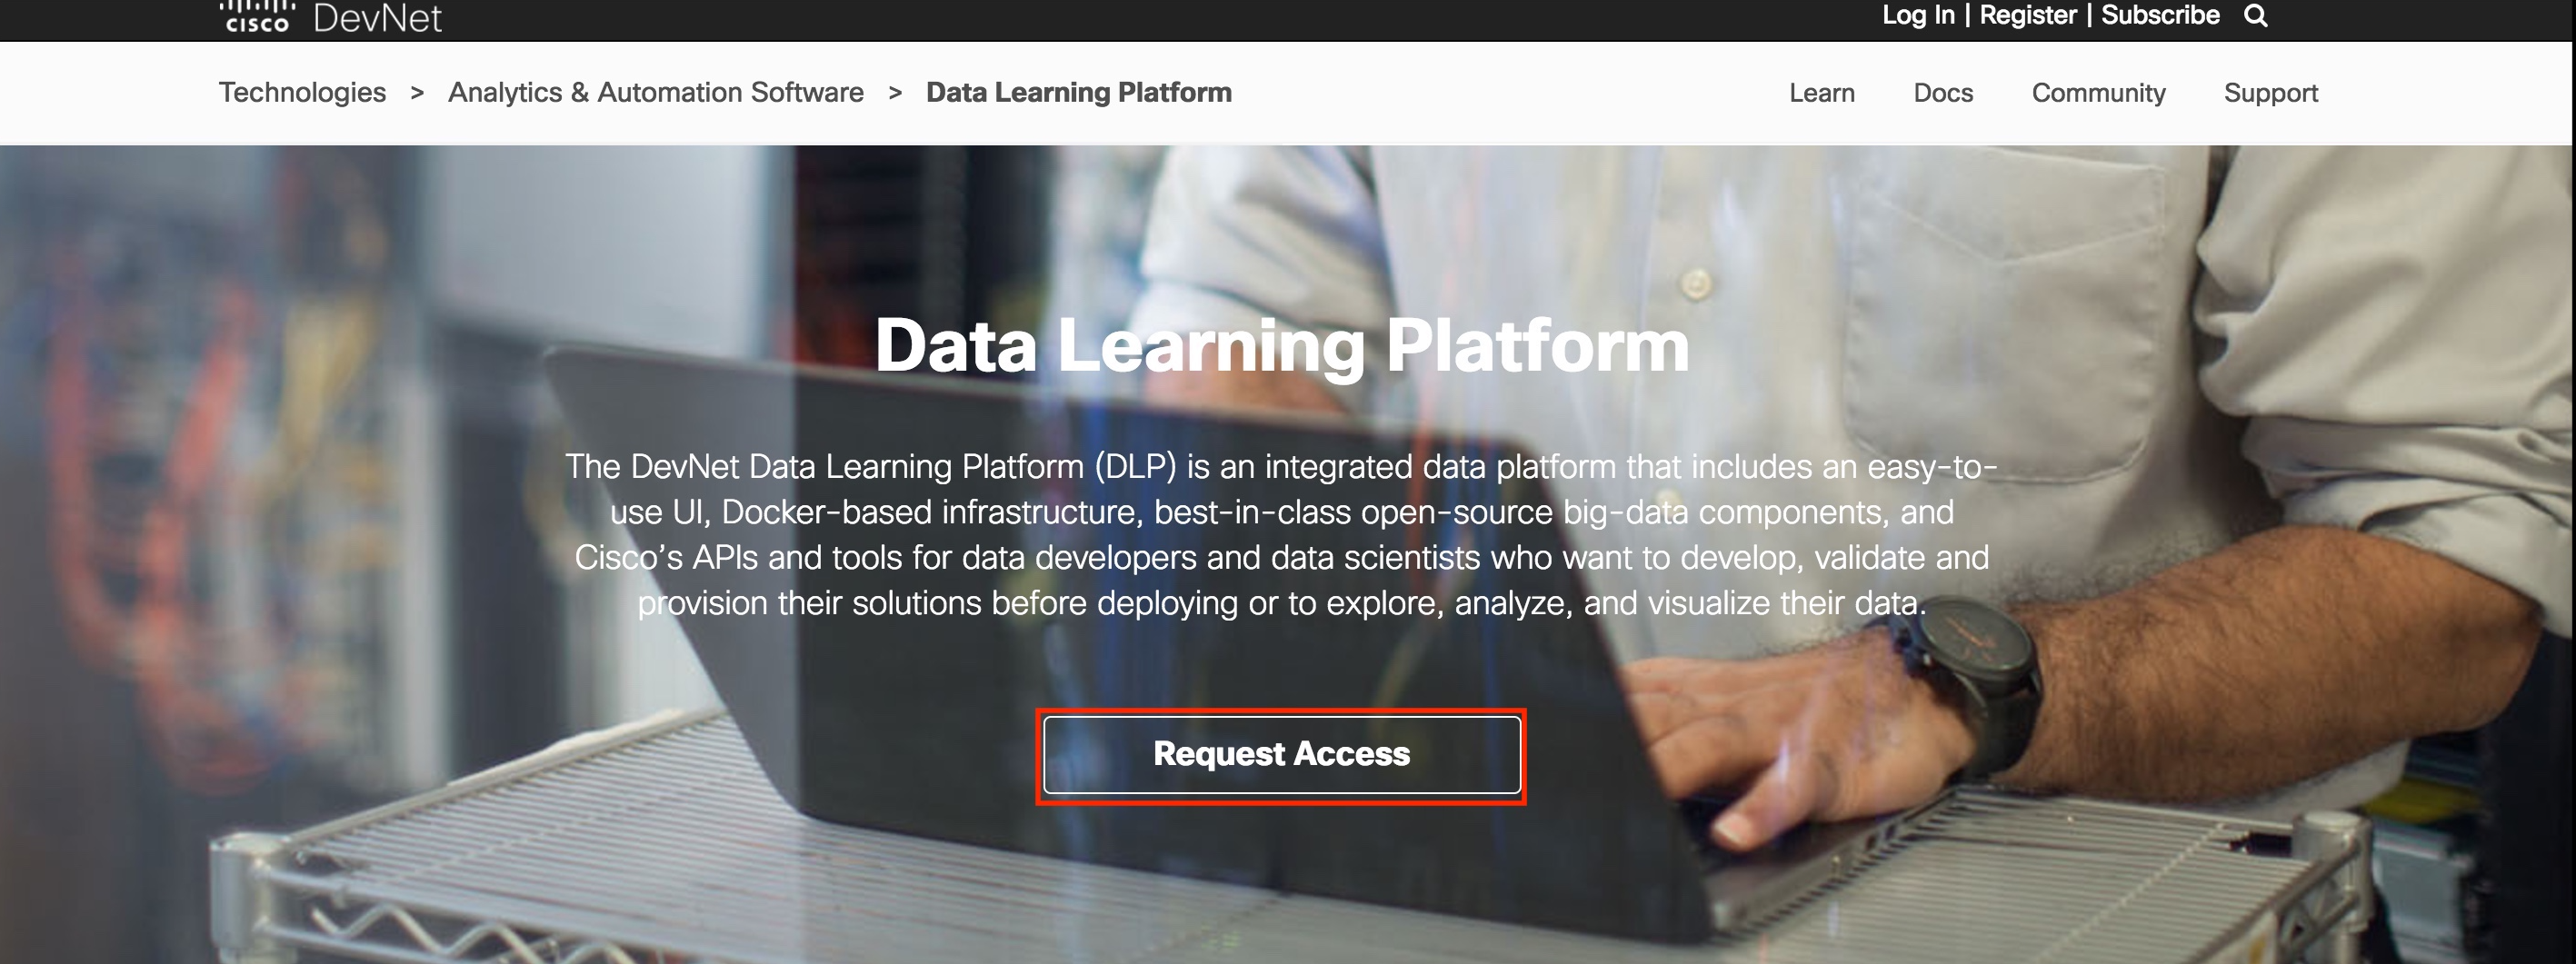 CISCO DevNet
Log In | Register | Subscribe
Technologies > Analytics & Automation Software > Data Learning Platform
Learn Docs Community Support
Data Learning Platform
The DevNet Data Learning Platform (DLP) is an integrated data platform that includes an easy-to-
use UI, Docker-based infrastructure, best-in-class open-source big-data components, and
Cisco’s APIs and tools for data developers and data scientists who want to develop, validate and
provision their solutions before deploying or to explore, analyze, and visualize their data.
Request Access